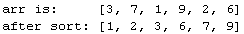 arr is:     [3, 7, 1, 9, 2, 6]
after sort: [1, 2, 3, 6, 7, 9]